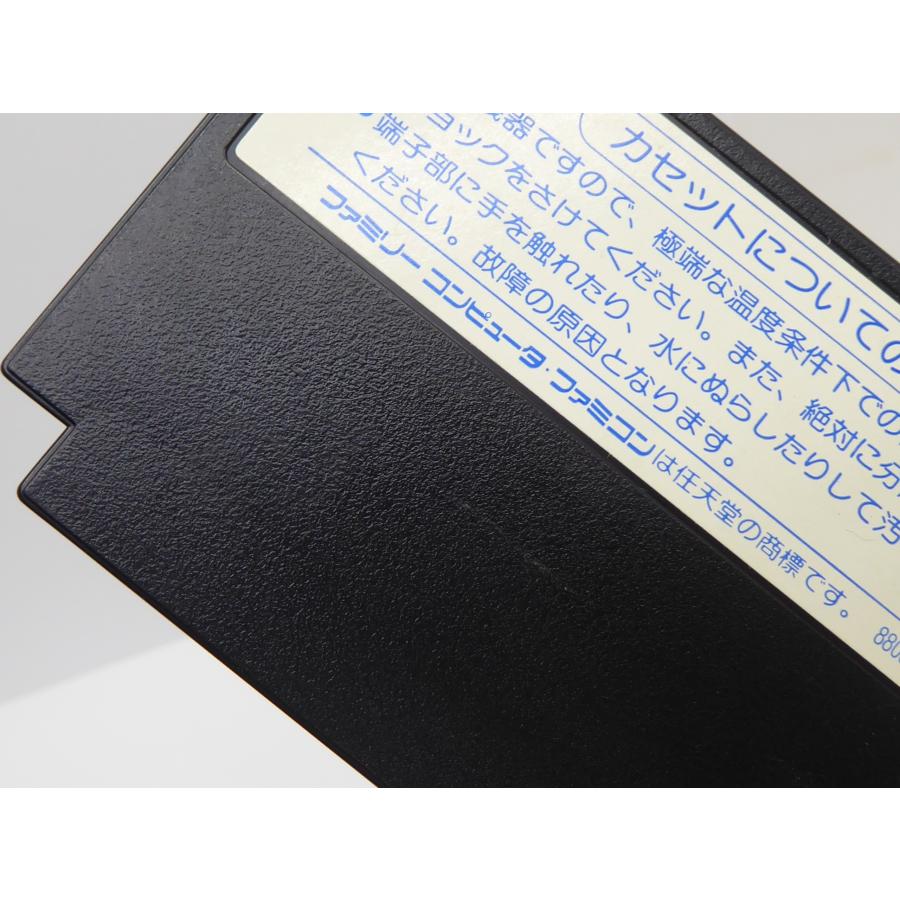 カセットについての
器ですので、極端な温度条件下での
ョックをさけてください。また、絶対に分
端子部に手を触れたり、水にぬらしたりして汚
ください。故障の原因となります。
ファミリーコンピュータ・ファミコンは任天堂の商標です。
880